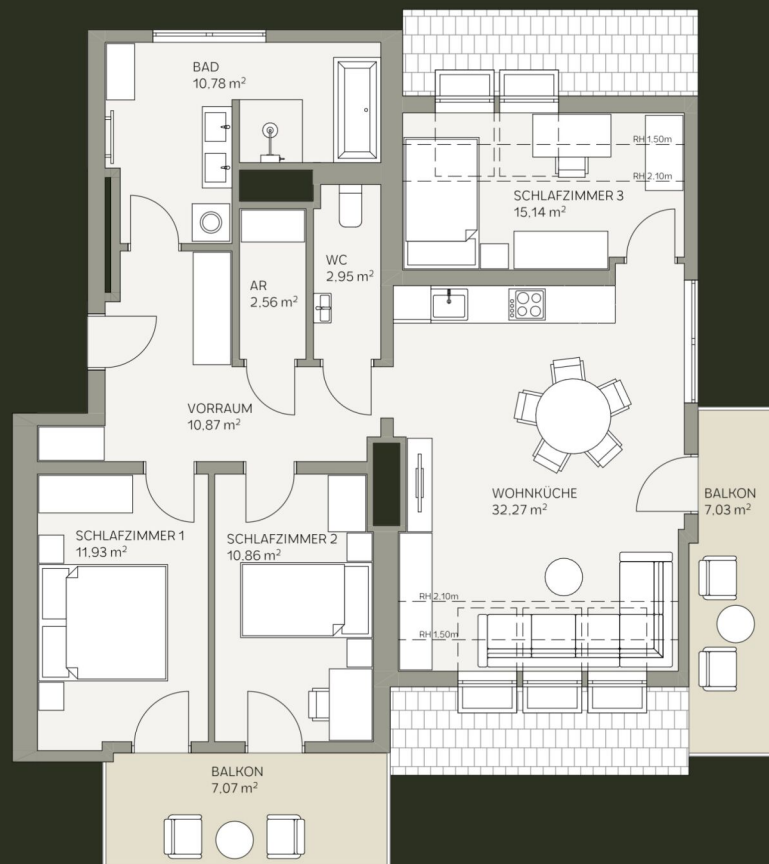 BAD
10,78 m²
RH 1.50m
RH 2.10m
SCHLAFZIMMER 3
15,14 m²
WC
2,95 m²
AR
2,56 m²
VORRAUM
10,87 m²
WOHNKÜCHE
32,27 m²
BALKON
7,03 m²
SCHLAFZIMMER 1
11,93 m²
SCHLAFZIMMER 2
10,86 m²
RH 2.10m
RH 1.50m
BALKON
7,07 m²